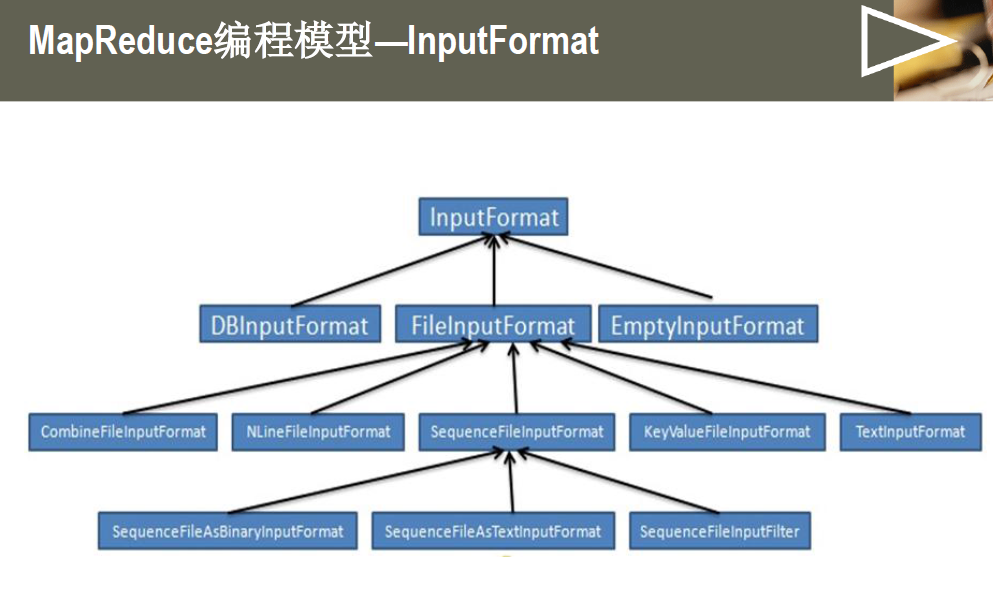 MapReduce编程模型—InputFormat
InputFormat
DBInputFormat
FileInputFormat
EmptyInputFormat
CombineFileInputFormat
NLineFileInputFormat
SequenceFileInputFormat
KeyValueFileInputFormat
TextInputFormat
SequenceFileAsBinaryInputFormat
SequenceFileAsTextInputFormat
SequenceFileInputFilter